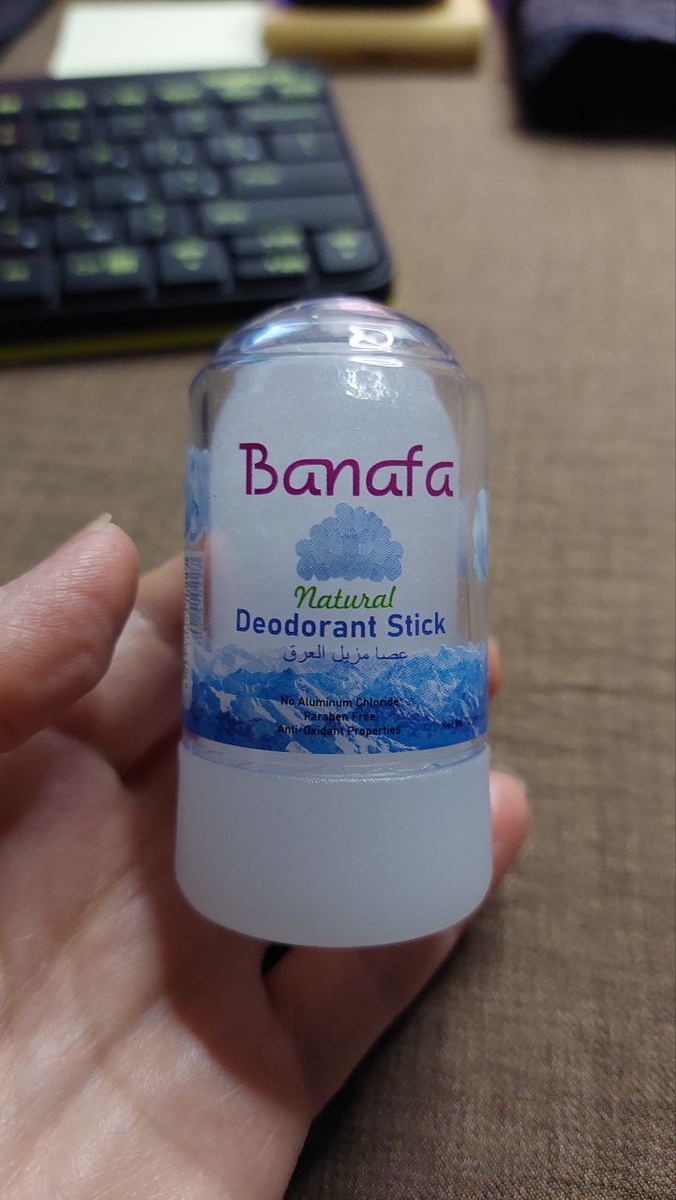 Banafa
Natural
Deodorant Stick
عصا مزيل العرق
No Aluminum Chloride*
Paraben Free
Anti-Oxidant Properties